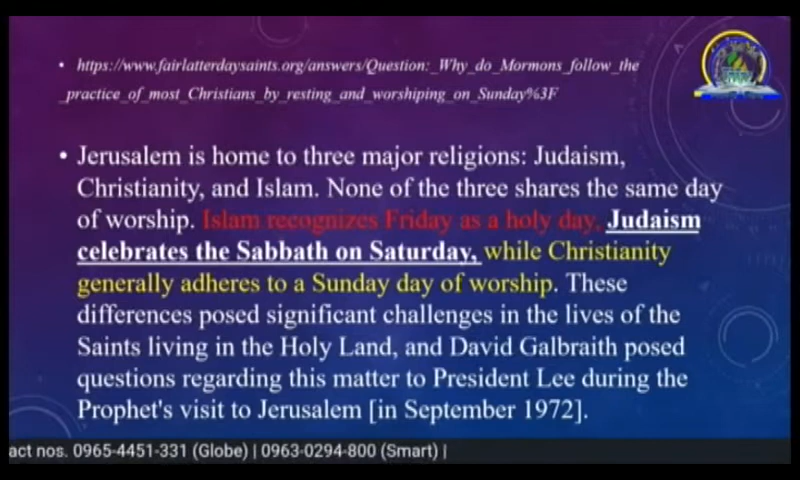 • https://www.fairlatterdaysaints.org/answers/Question:_Why_do_Mormons_follow_the
_practice_of_most_Christians_by_resting_and_worshiping_on_Sunday%3F
• Jerusalem is home to three major religions: Judaism,
Christianity, and Islam. None of the three shares the same day
of worship. Islam recognizes Friday as a holy day, Judaism
celebrates the Sabbath on Saturday, while Christianity
generally adheres to a Sunday day of worship. These
differences posed significant challenges in the lives of the
Saints living in the Holy Land, and David Galbraith posed
questions regarding this matter to President Lee during the
Prophet's visit to Jerusalem [in September 1972].
act nos. 0965-4451-331 (Globe) | 0963-0294-800 (Smart) |